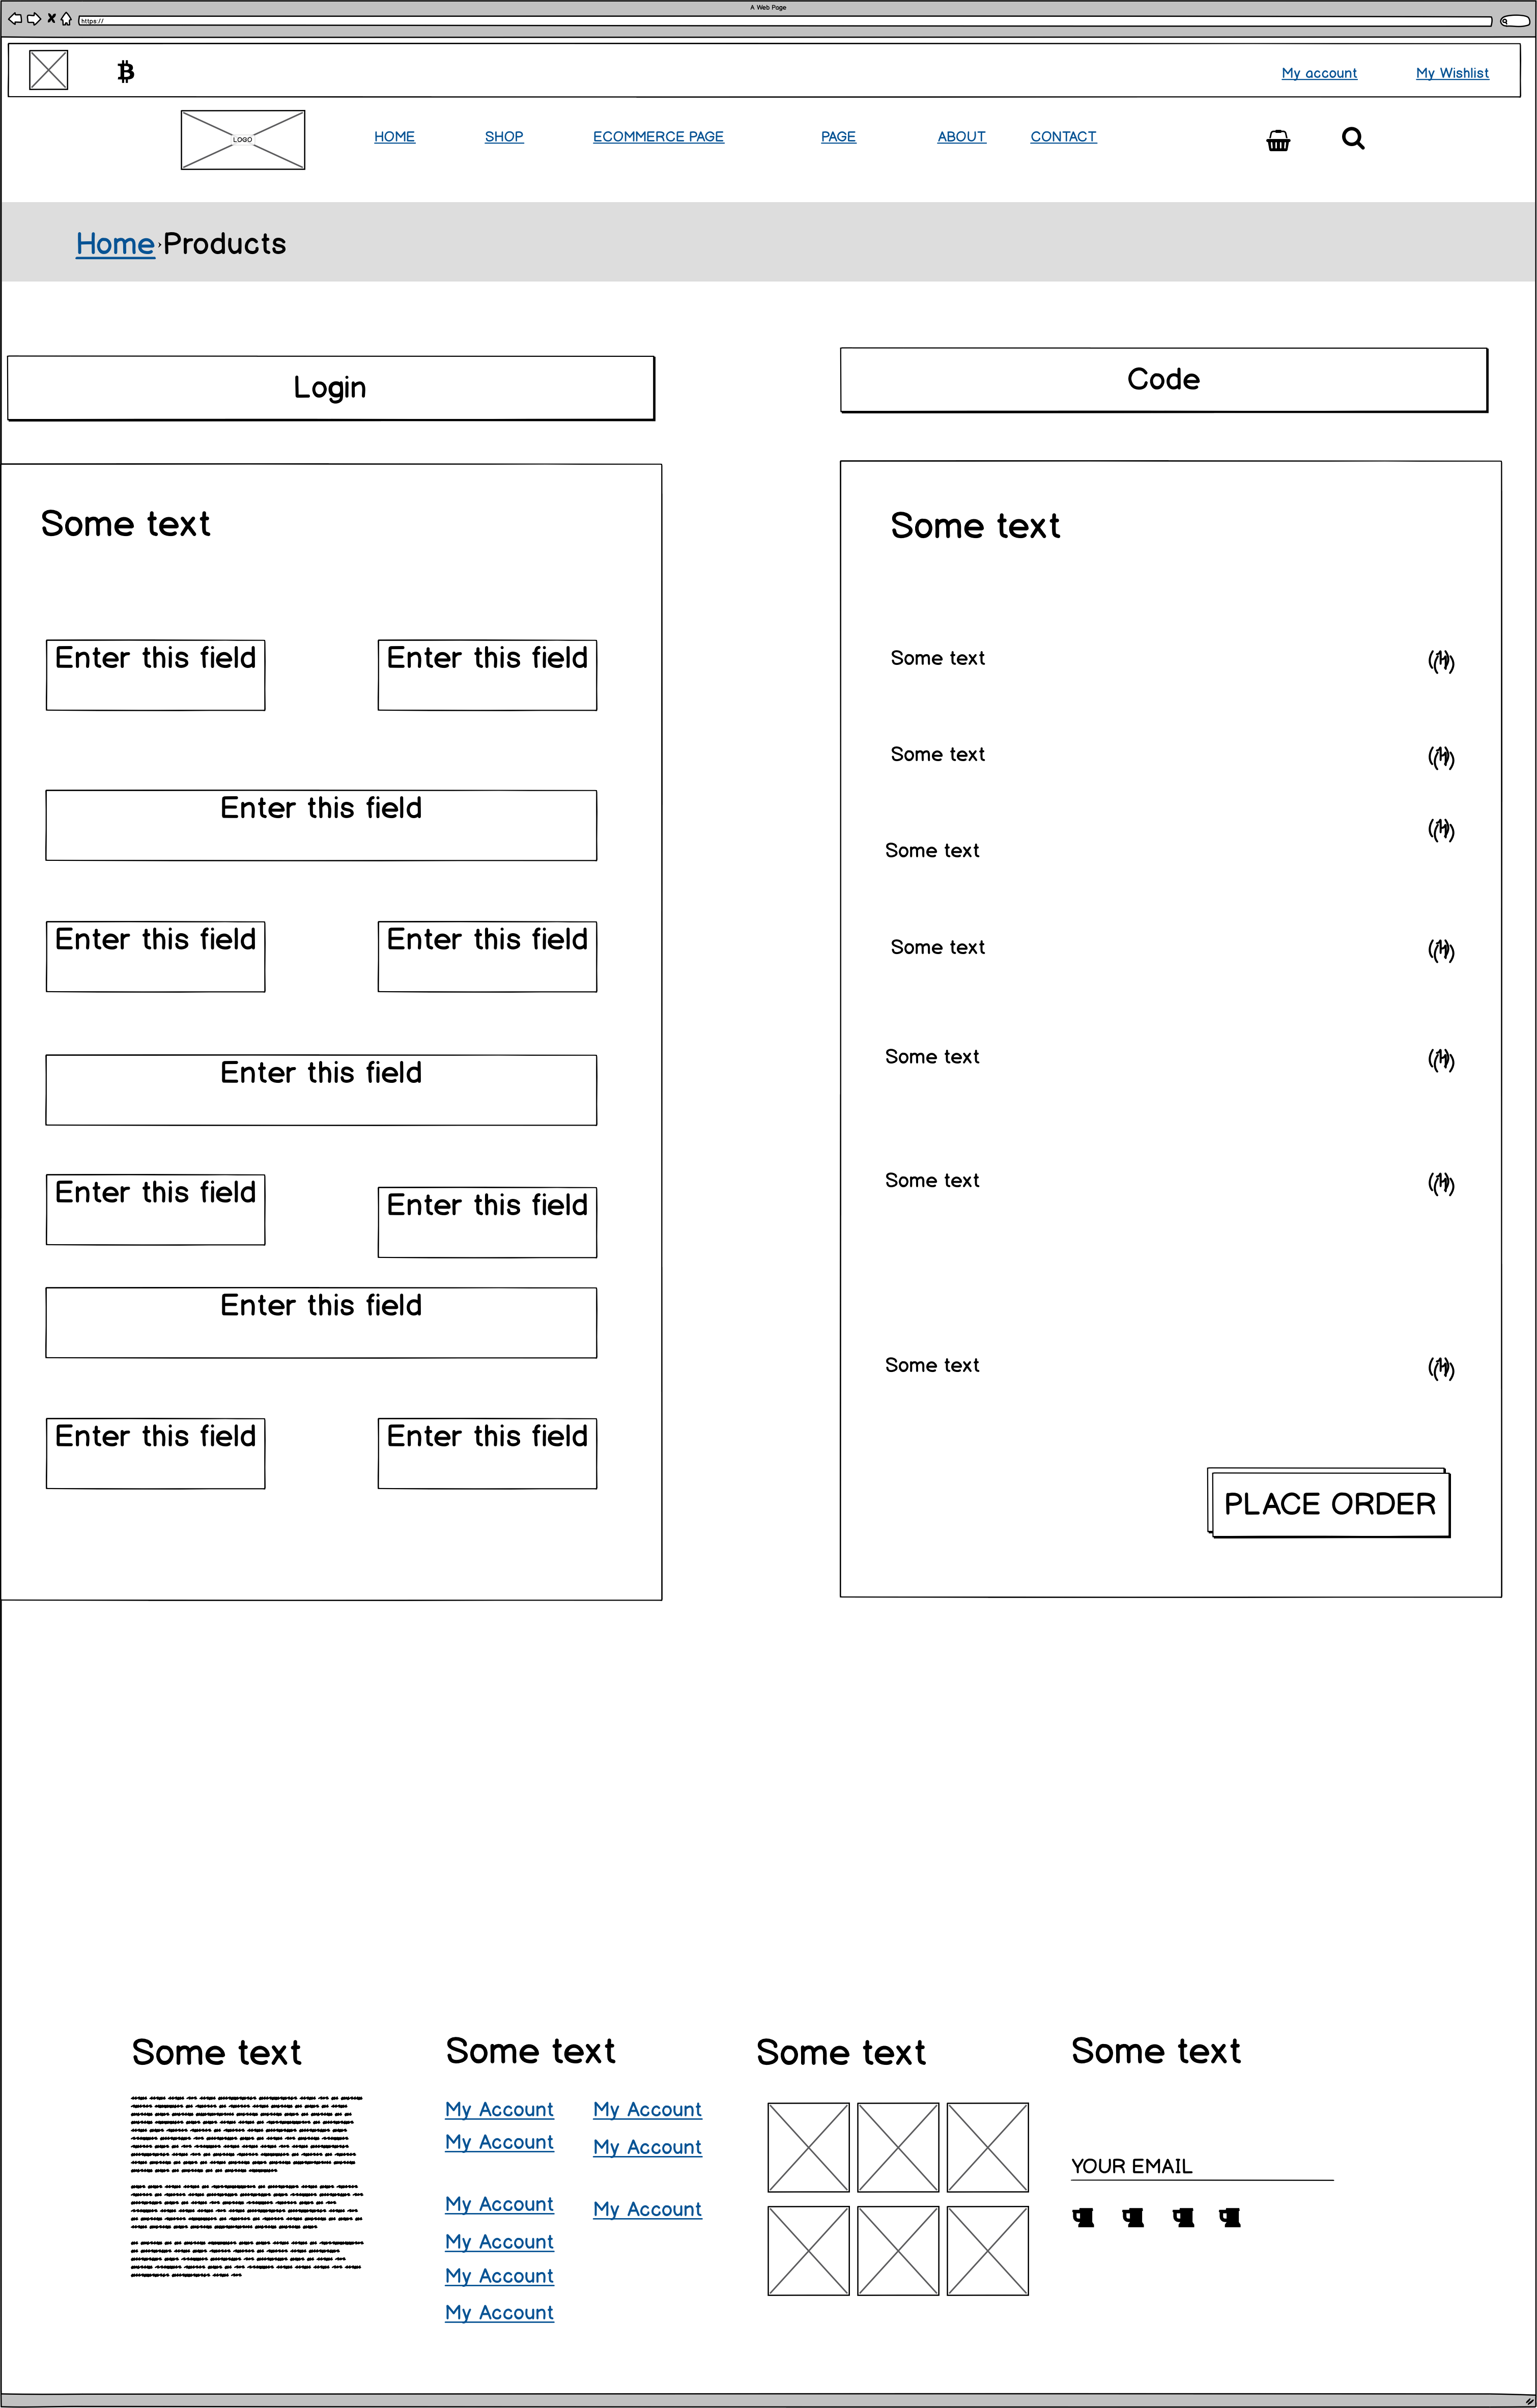 A Web Page
https://
My account
My Wishlist
LOGO
HOME SHOP ECOMMERCE PAGE PAGE ABOUT CONTACT
Home›Products
Login
Code
Some text
Enter this field Enter this field
Enter this field
Enter this field Enter this field
Enter this field
Enter this field Enter this field
Enter this field
Enter this field Enter this field
Some text
Some text
Some text
Some text
Some text
Some text
Some text
Some text
PLACE ORDER
Some text
Some text
My Account My Account
My Account My Account
My Account My Account
My Account
My Account
My Account
Some text
Some text
YOUR EMAIL